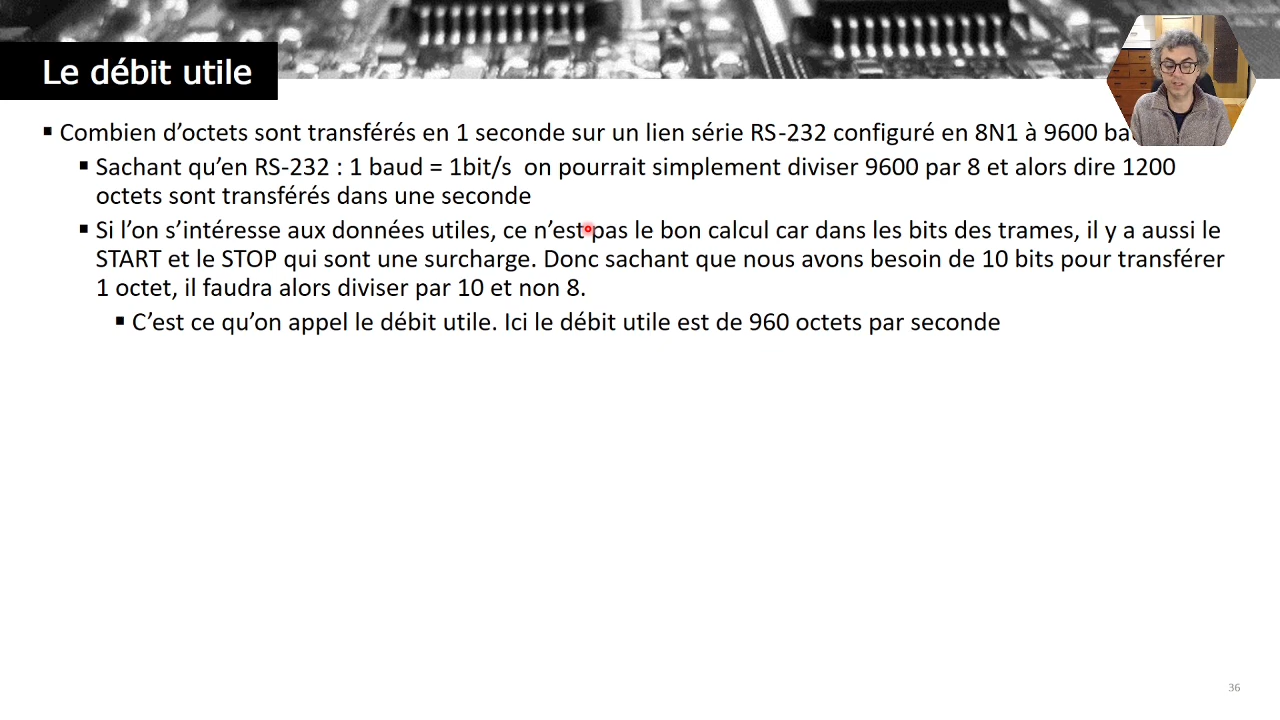 Le débit utile
▪ Combien d’octets sont transférés en 1 seconde sur un lien série RS-232 configuré en 8N1 à 9600
▪ Sachant qu’en RS-232 : 1 baud = 1bit/s on pourrait simplement diviser 9600 par 8 et alors dire 1200
octets sont transférés dans une seconde
▪ Si l’on s’intéresse aux données utiles, ce n’est pas le bon calcul car dans les bits des trames, il y a aussi le
START et le STOP qui sont une surcharge. Donc sachant que nous avons besoin de 10 bits pour transférer
1 octet, il faudra alors diviser par 10 et non 8.
▪ C’est ce qu’on appel le débit utile. Ici le débit utile est de 960 octets par seconde
36